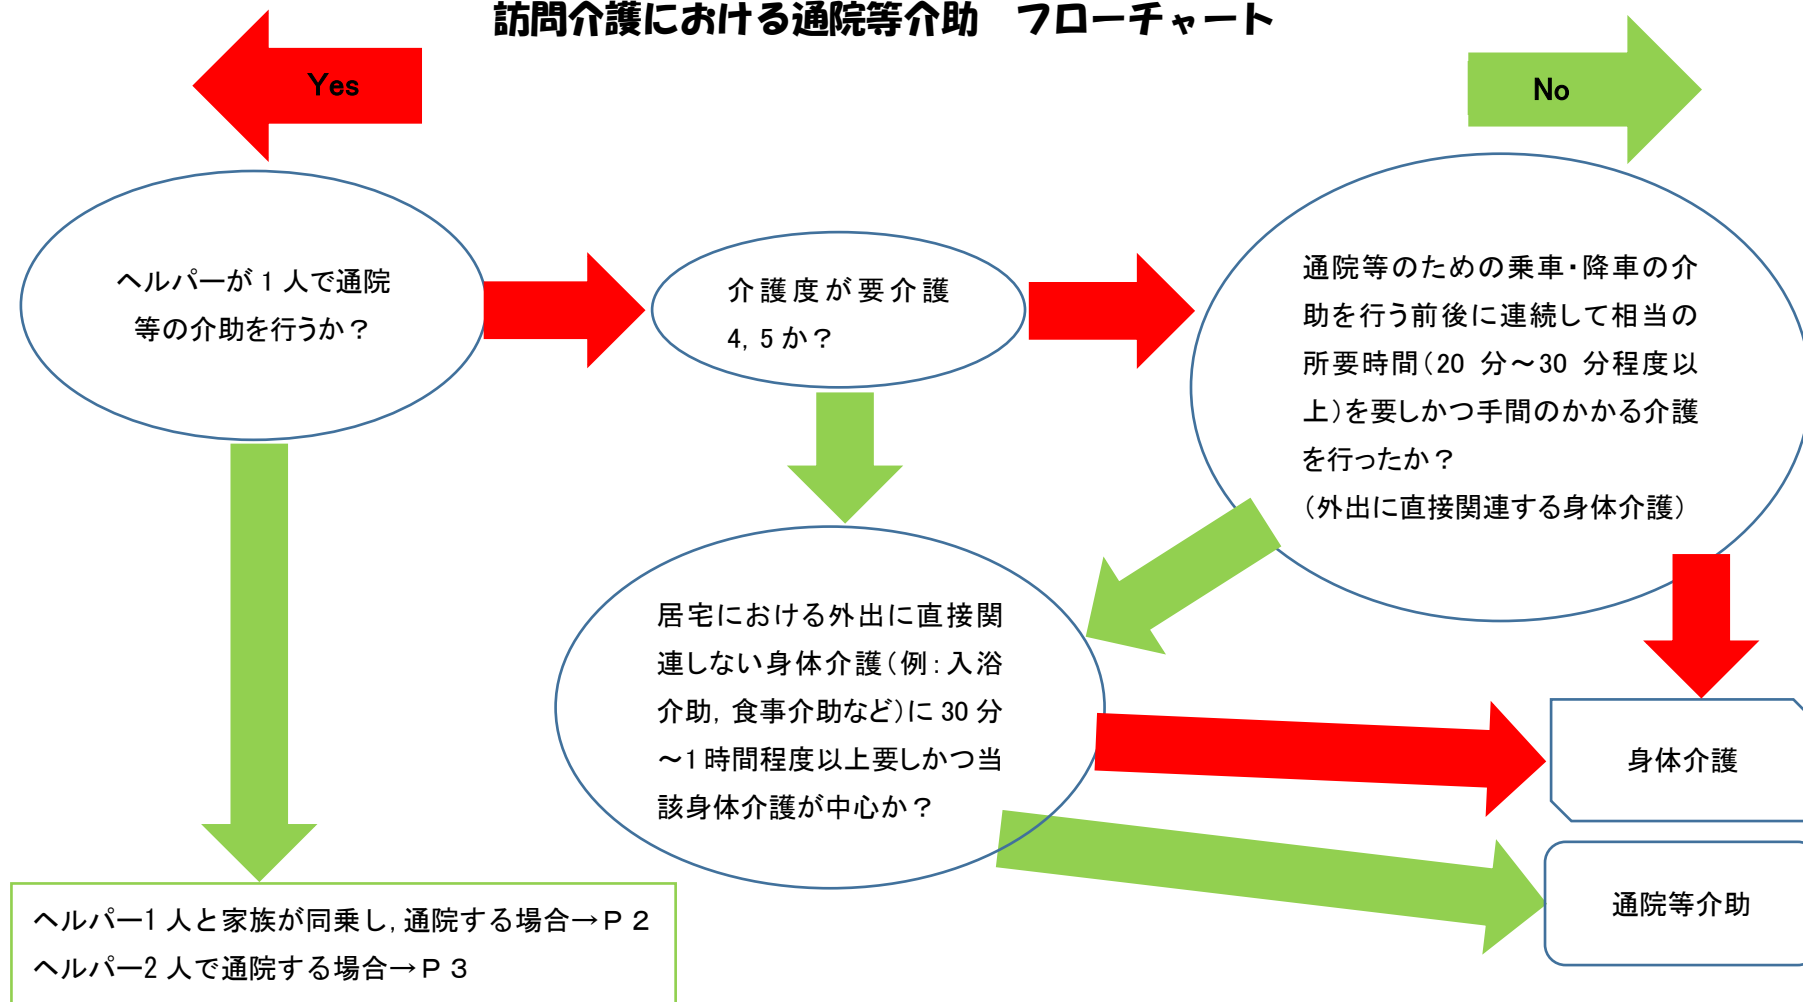 訪問介護における通院等介助　フローチャート
Yes
No
ヘルパーが1人で通院
等の介助を行うか？
介護度が要介護
4，5か？
通院等のための乗車・降車の介
助を行う前後に連続して相当の
所要時間（20 分～30 分程度以
上）を要しかつ手間のかかる介護
を行ったか？
（外出に直接関連する身体介護）
居宅における外出に直接関
連しない身体介護（例：入浴
介助，食事介助など）に30分
～1時間程度以上要しかつ当
該身体介護が中心か？
身体介護
通院等介助
ヘルパー1人と家族が同乗し，通院する場合→Ｐ２
ヘルパー2人で通院する場合→Ｐ３